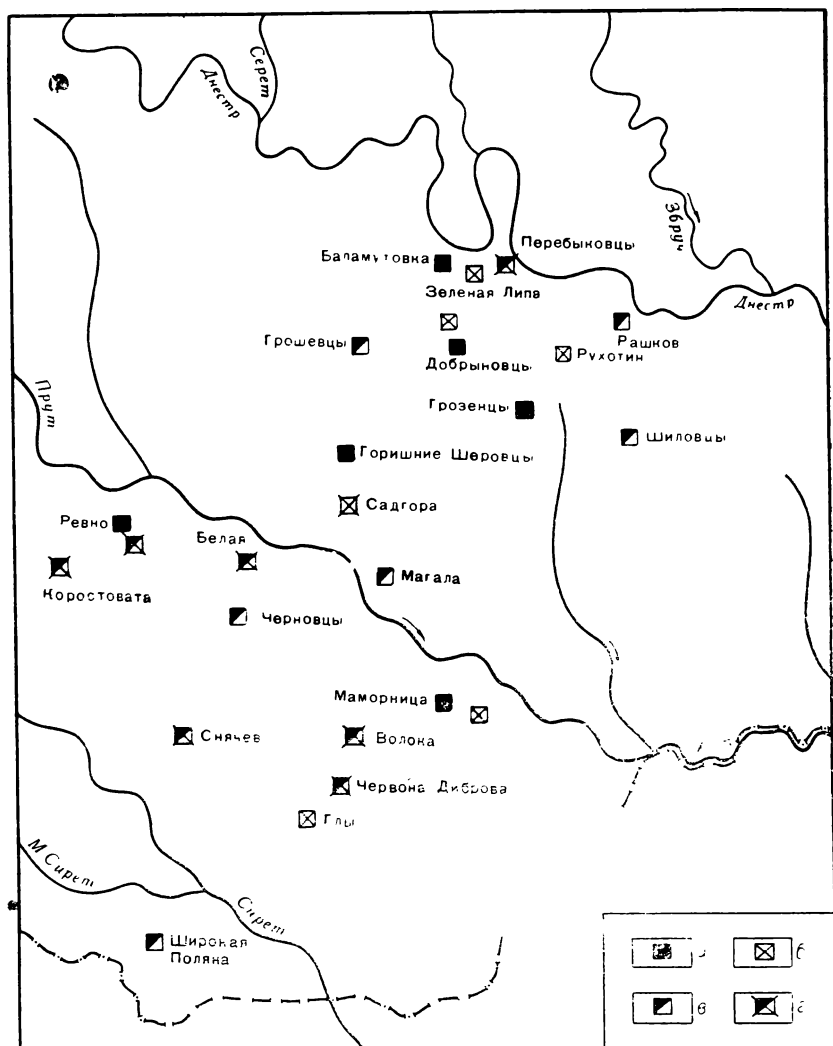 Серет
Днестр
Збруч
Перебыковцы
Баламутовка
Зеленая Липа
Днестр
Грошевцы
Рашков
Добрыновцы
Рухотин
Прут
Грозенцы
Шиловцы
Горишние Шеровцы
Садгора
Ревно
Белая
Магала
Коростовата
Черновцы
Маморница
Снячев
Волока
Червона Диброва
Глы
М Сирет
Сирет
Широкая
Поляна
б
в
г